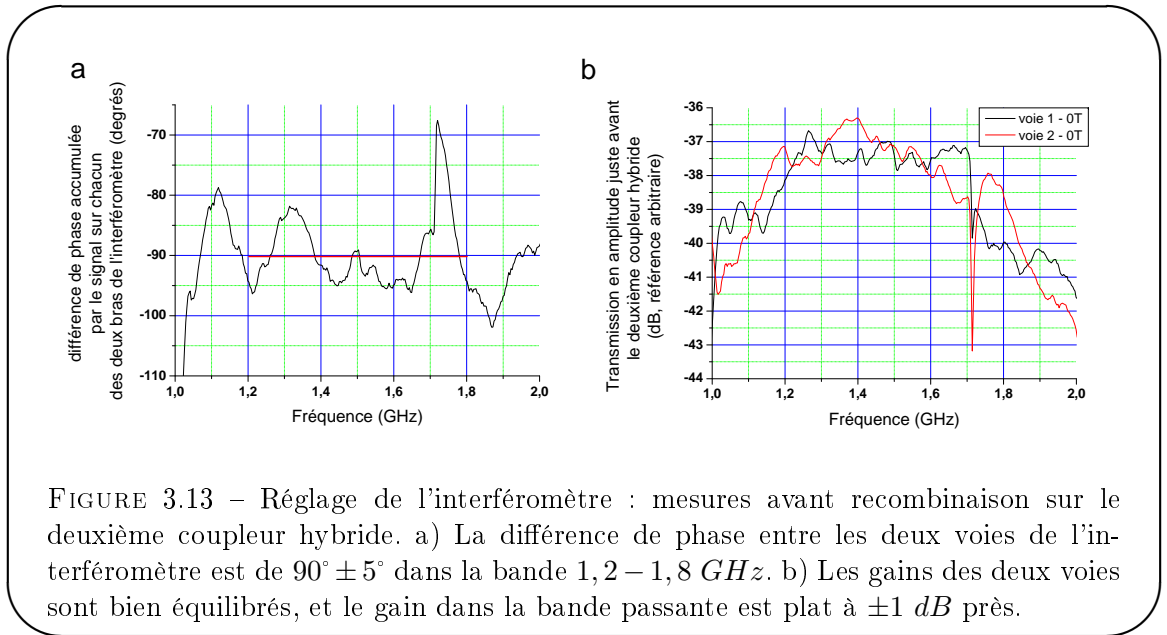 a
différence de phase accumulée
par le signal sur chacun
des deux bras de l'interféromètre (degrés)
-70
-80
-90
-100
-110
1,0
1,2
1,4
1,6
1,8
2,0
Fréquence (GHz)
b
Transmission en amplitude juste avant
le deuxième coupleur hybride
(dB, référence arbitraire)
-36
-37
-38
-39
-40
-41
-42
-43
-44
1,0
1,2
1,4
1,6
1,8
2,0
Fréquence (GHz)
voie 1 - 0T
voie 2 - 0T
FIGURE 3.13 – Réglage de l'interféromètre : mesures avant recombinaison sur le
deuxième coupleur hybride. a) La différence de phase entre les deux voies de l'in-
terféromètre est de 90° ± 5° dans la bande 1, 2 – 1, 8 GHz. b) Les gains des deux voies
sont bien équilibrés, et le gain dans la bande passante est plat à ±1 dB près.